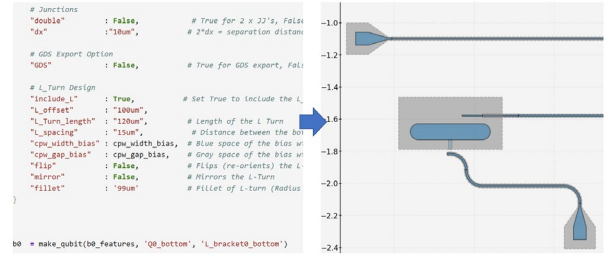 # Junctions
"double" : False, # True for 2 x JJ's, False
"dx" :"10um", # 2*dx = separation distanc
# GDS Export Option
"GDS" : False, # True for GDS export, Fals
# L_Turn Design
"include_L" : True, # Set True to include the L_
"L_offset" : "100um",
"L_Turn_length" : "120um", # Length of the L Turn
"L_spacing" : "15um", # Distance between the bot
"cpw_width_bias" : cpw_width_bias, # Blue space of the bias w
"cpw_gap_bias" : cpw_gap_bias, # Gray space of the bias w
"flip" : False, # Flips (re-orients) the L-
"mirror" : False, # Mirrors the L-Turn
"fillet" : '99um' # Fillet of L-turn (Radius
}
b0 = make_qubit(b0_features, 'Q0_bottom', 'L_bracket0_bottom')
-1.0
-1.2
-1.4
-1.6
-1.8
-2.0
-2.2
-2.4